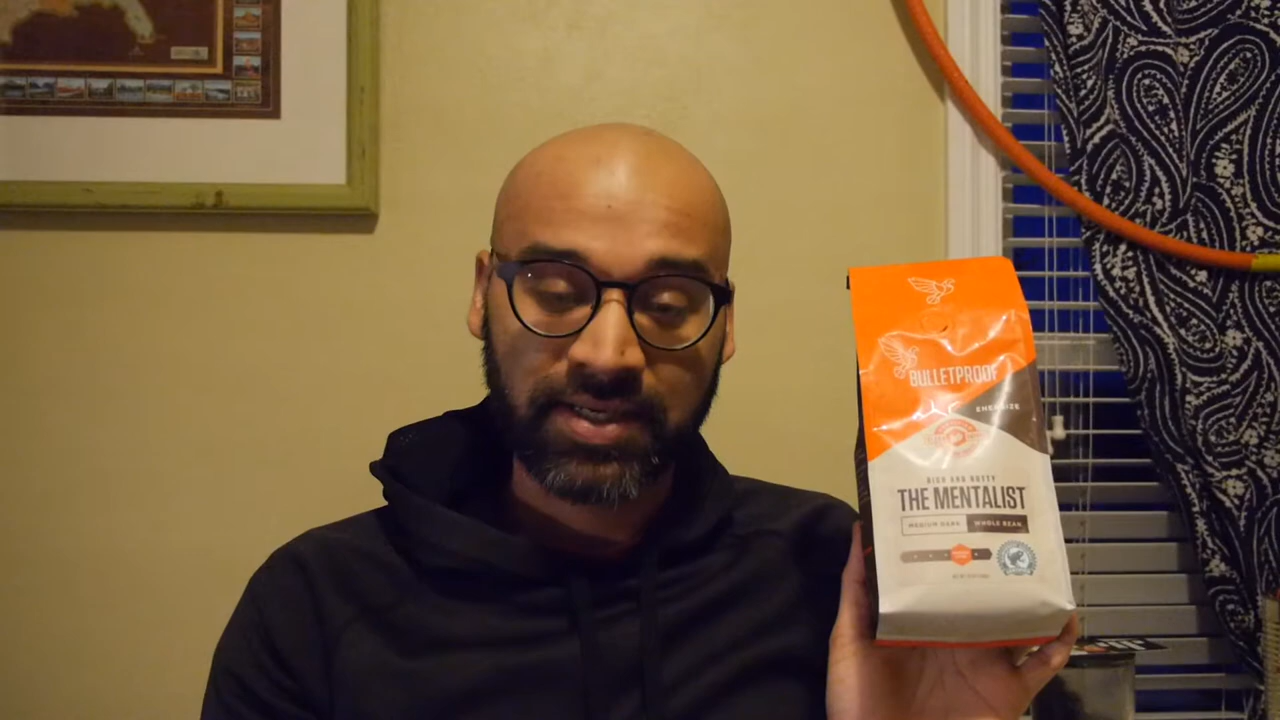 BULLETPROOF
ENERGIZE
RICH AND NUTTY
THE MENTALIST
MEDIUM DARK
WHOLE BEAN